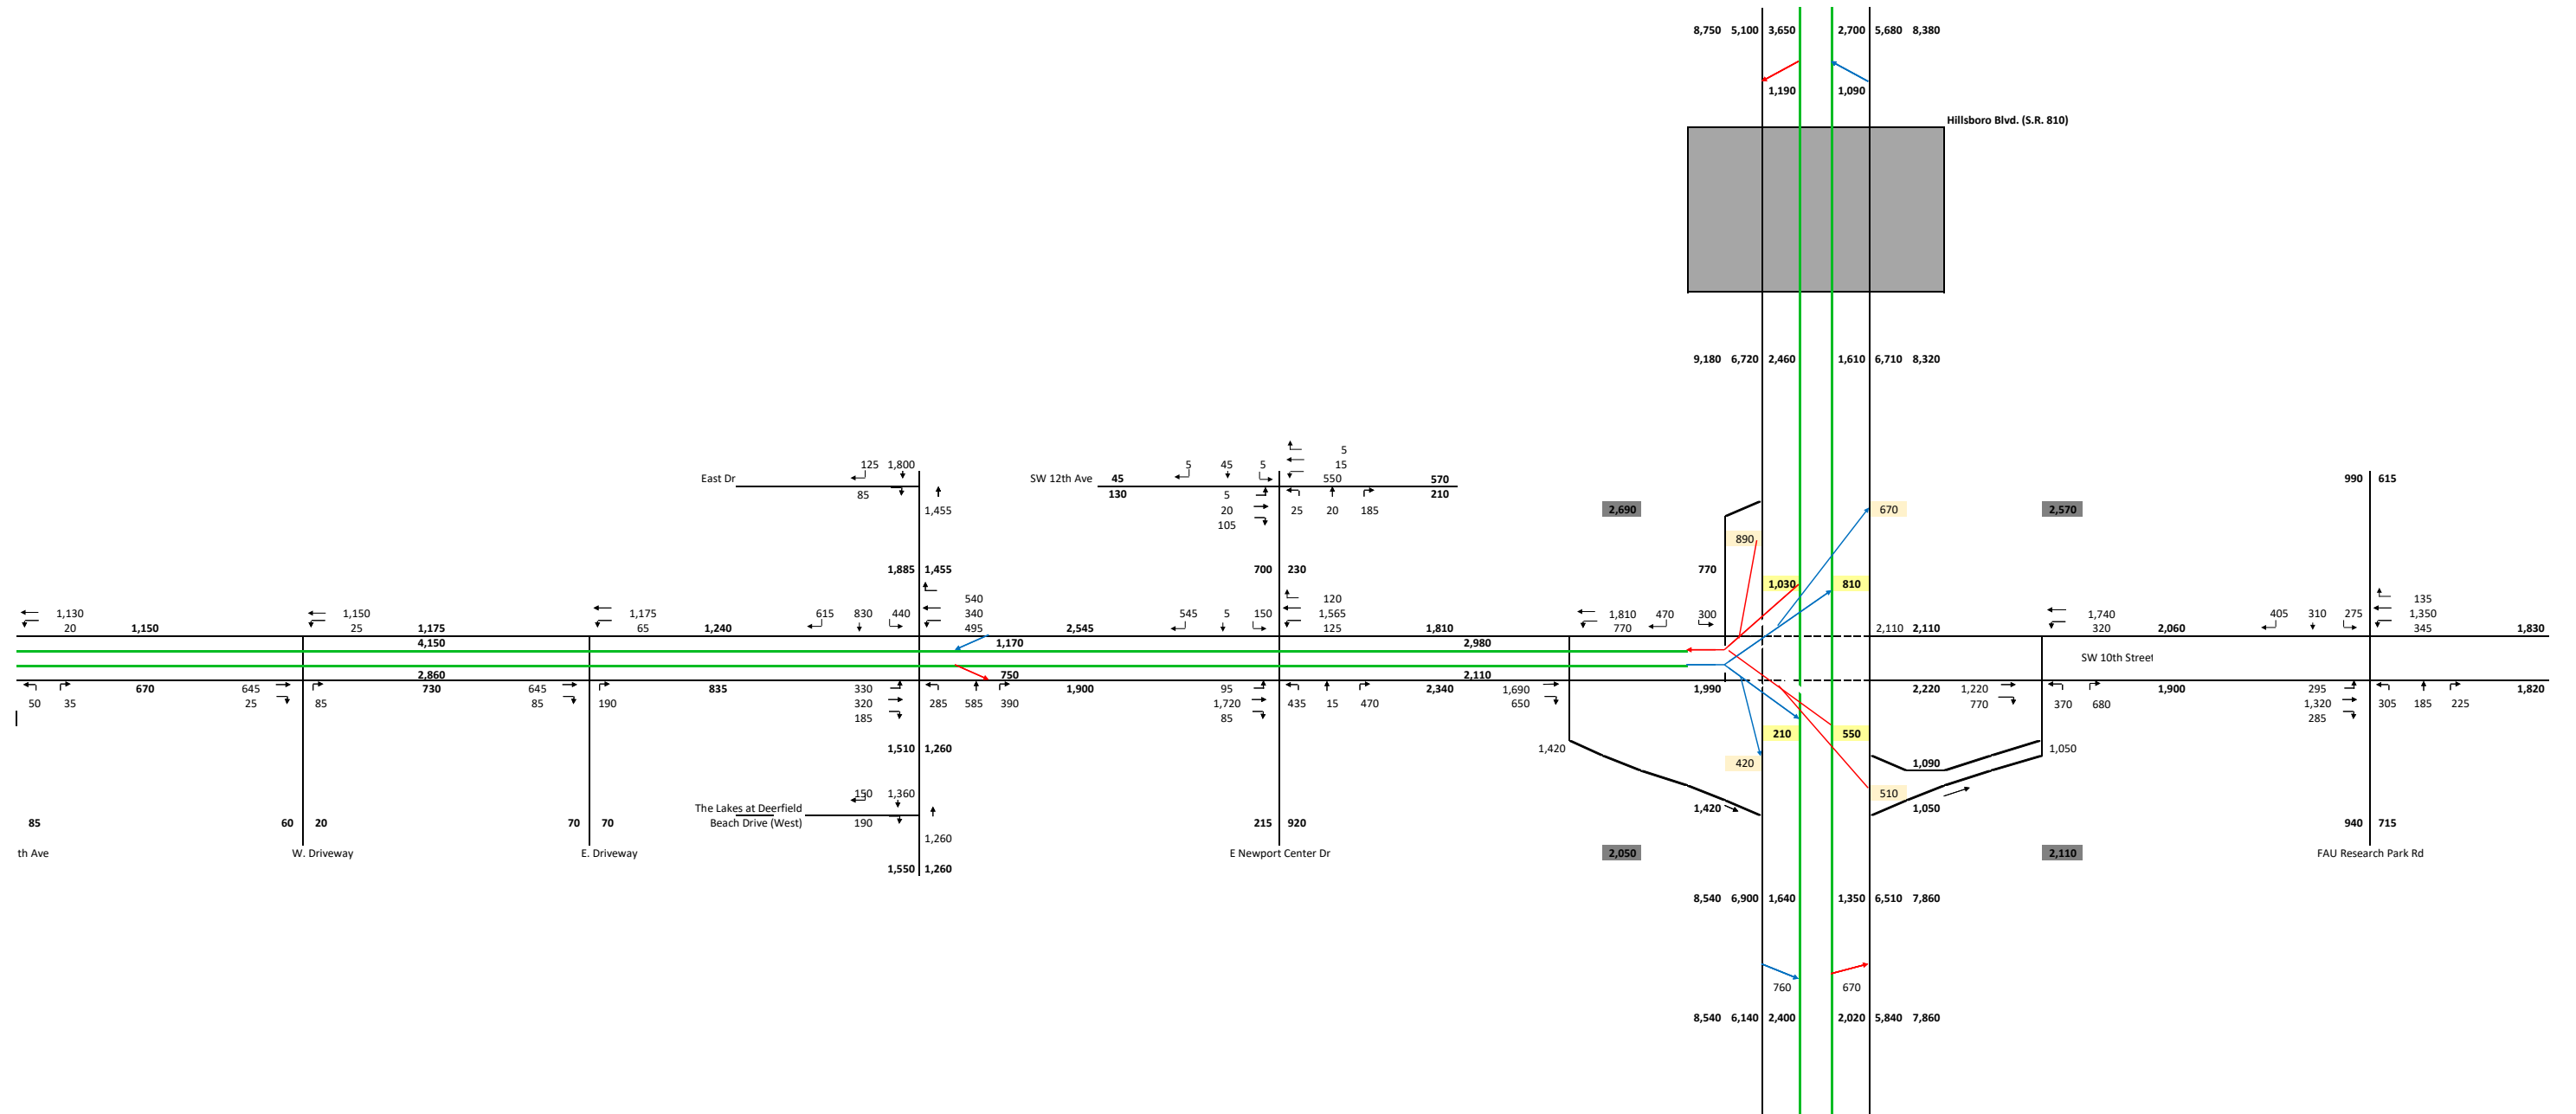 8,750 5,100 3,650 2,700 5,680 8,380
1,190 1,090
Hillsboro Blvd. (S.R. 810)
9,180 6,720 2,460 1,610 6,710 8,320
5
125 1,800 5 45 5 15
East Dr SW 12th Ave 45 550 570 990 615
85 130 5 210
1,455 20 25 20 185 2,690 670 2,570
105
890
1,885 1,455 700 230 770
1,030 810
540 120 135
1,130 1,150 1,175 615 830 440 340 545 5 150 1,565 1,810 470 300 1,740 405 310 275 1,350
20 1,150 25 1,175 65 1,240 495 2,545 125 1,810 770 2,110 2,110 320 2,060 345 1,830
4,150 1,170 2,980
SW 10th Street
2,860 750 2,110
670 645 730 645 835 330 1,900 95 2,340 1,690 1,990 2,220 1,220 1,900 295 1,820
50 35 25 85 85 190 320 285 585 390 1,720 435 15 470 650 770 370 680 1,320 305 185 225
185 85 285
210 550
1,510 1,260 1,420 1,050
420 1,090
150 1,360 510
The Lakes at Deerfield 1,420 1,050
85 60 20 70 70 Beach Drive (West) 190 215 920 940 715
1,260
th Ave W. Driveway E. Driveway E Newport Center Dr 2,050 2,110 FAU Research Park Rd
1,550 1,260
8,540 6,900 1,640 1,350 6,510 7,860
760 670
8,540 6,140 2,400 2,020 5,840 7,860